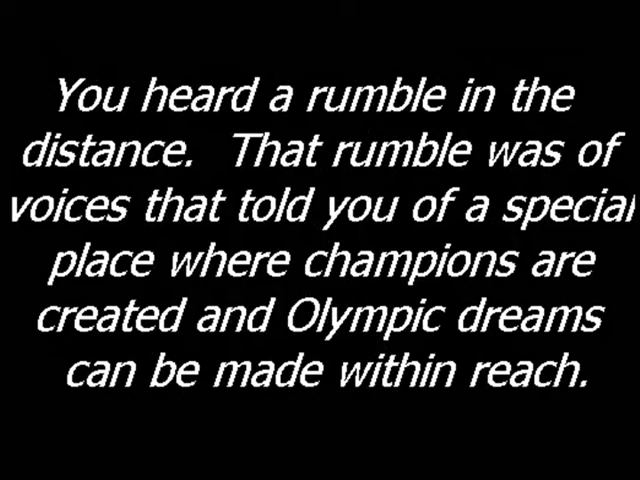 You heard a rumble in the
distance.  That rumble was of
voices that told you of a special
place where champions are
created and Olympic dreams
can be made within reach.